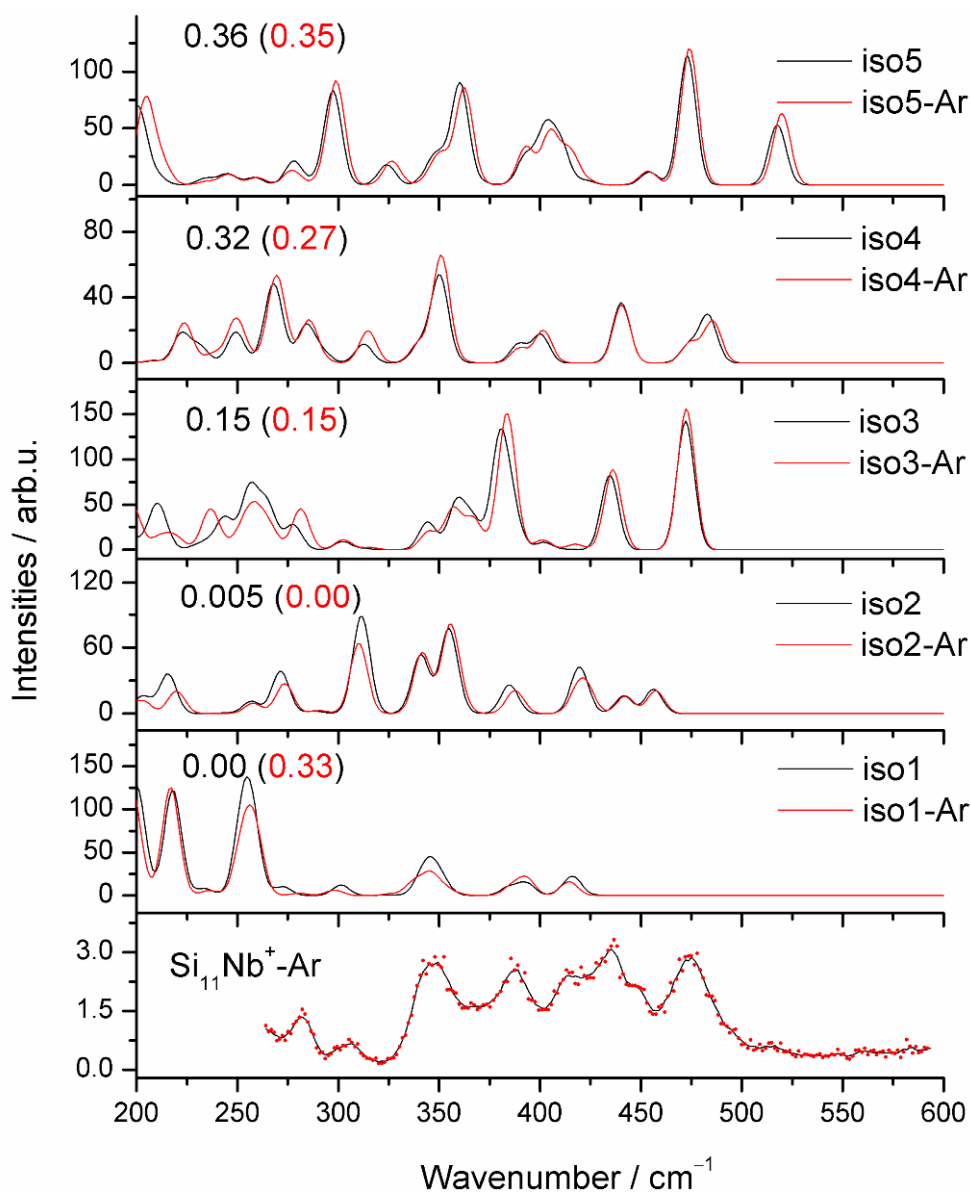 0.36 (0.35)
iso5
iso5-Ar
100
50
0
0.32 (0.27)
iso4
iso4-Ar
80
40
0
0.15 (0.15)
iso3
iso3-Ar
150
100
50
0
0.005 (0.00)
iso2
iso2-Ar
120
60
0
0.00 (0.33)
iso1
iso1-Ar
150
100
50
0
Si₁₁Nb⁺-Ar
3.0
1.5
0.0
200 250 300 350 400 450 500 550 600
Wavenumber / cm⁻¹
Intensities / arb.u.